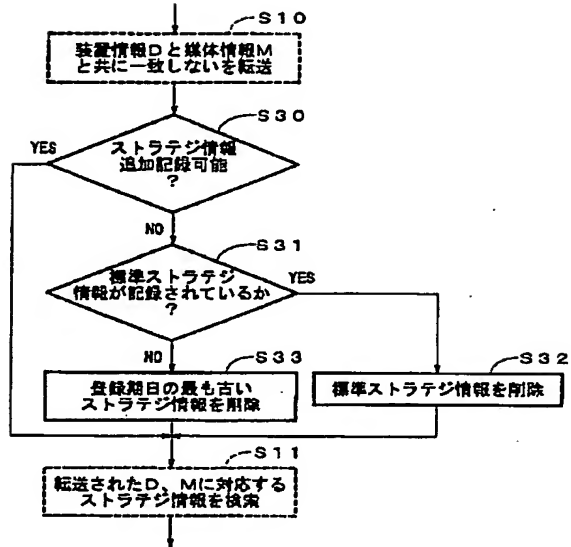 S10
装置情報Dと媒体情報M
と共に一致しないを転送
S30
ストラテジ情報
追加記録可能
?
YES
NO
S31
標準ストラテジ
情報が記録されているか
?
YES
NO
S33
登録期日の最も古い
ストラテジ情報を削除
S32
標準ストラテジ情報を削除
S11
転送されたD、Mに対応する
ストラテジ情報を検索